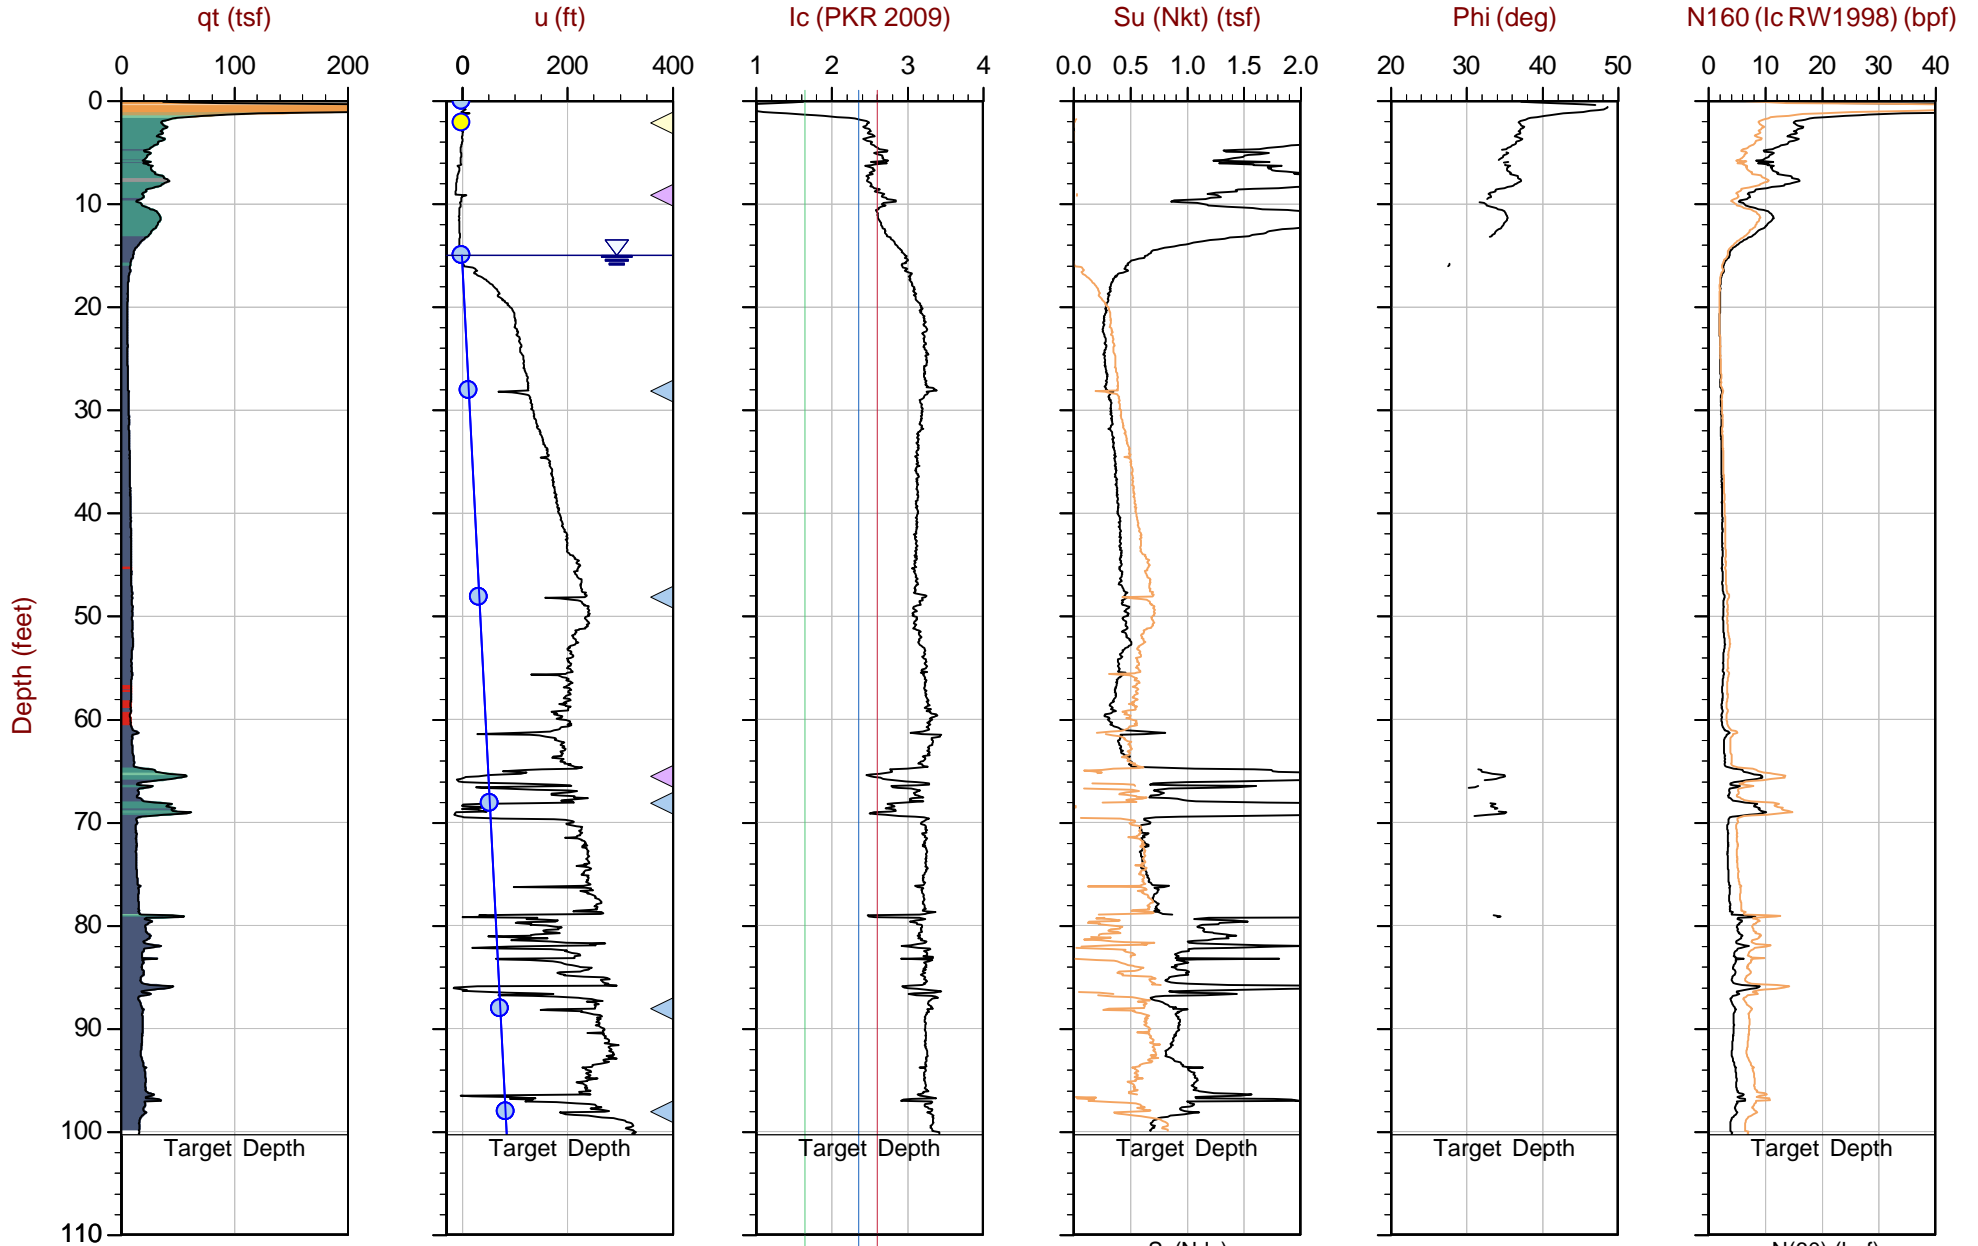 qt (tsf)
u (ft)
Ic (PKR 2009)
Su (Nkt) (tsf)
Phi (deg)
N160 (Ic RW1998) (bpf)
0 100 200
0 200 400
1 2 3 4
0.0 0.5 1.0 1.5 2.0
20 30 40 50
0 10 20 30 40
0
10
20
30
40
50
60
70
80
90
100
110
Depth (feet)
Target Depth
Target Depth
Target Depth
Target Depth
Target Depth
Target Depth